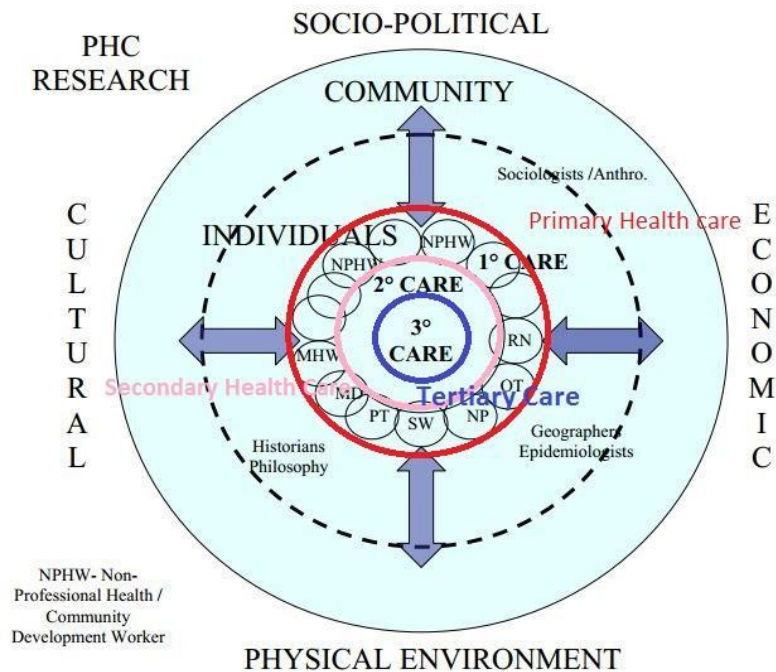 SOCIO-POLITICAL
PHC
RESEARCH
COMMUNITY
Sociologists /Anthro.
Primary Health care
CULTURAL
ECONOMIC
INDIVIDUALS
NPHW
NPHW
1° CARE
2° CARE
3°
CARE
RN
MHW
Secondary Health Care
Tertiary Care
OT
MD
PT
SW
NP
Historians
Philosophy
Geographers
Epidemiologists
NPHW- Non-
Professional Health /
Community
Development Worker
PHYSICAL ENVIRONMENT